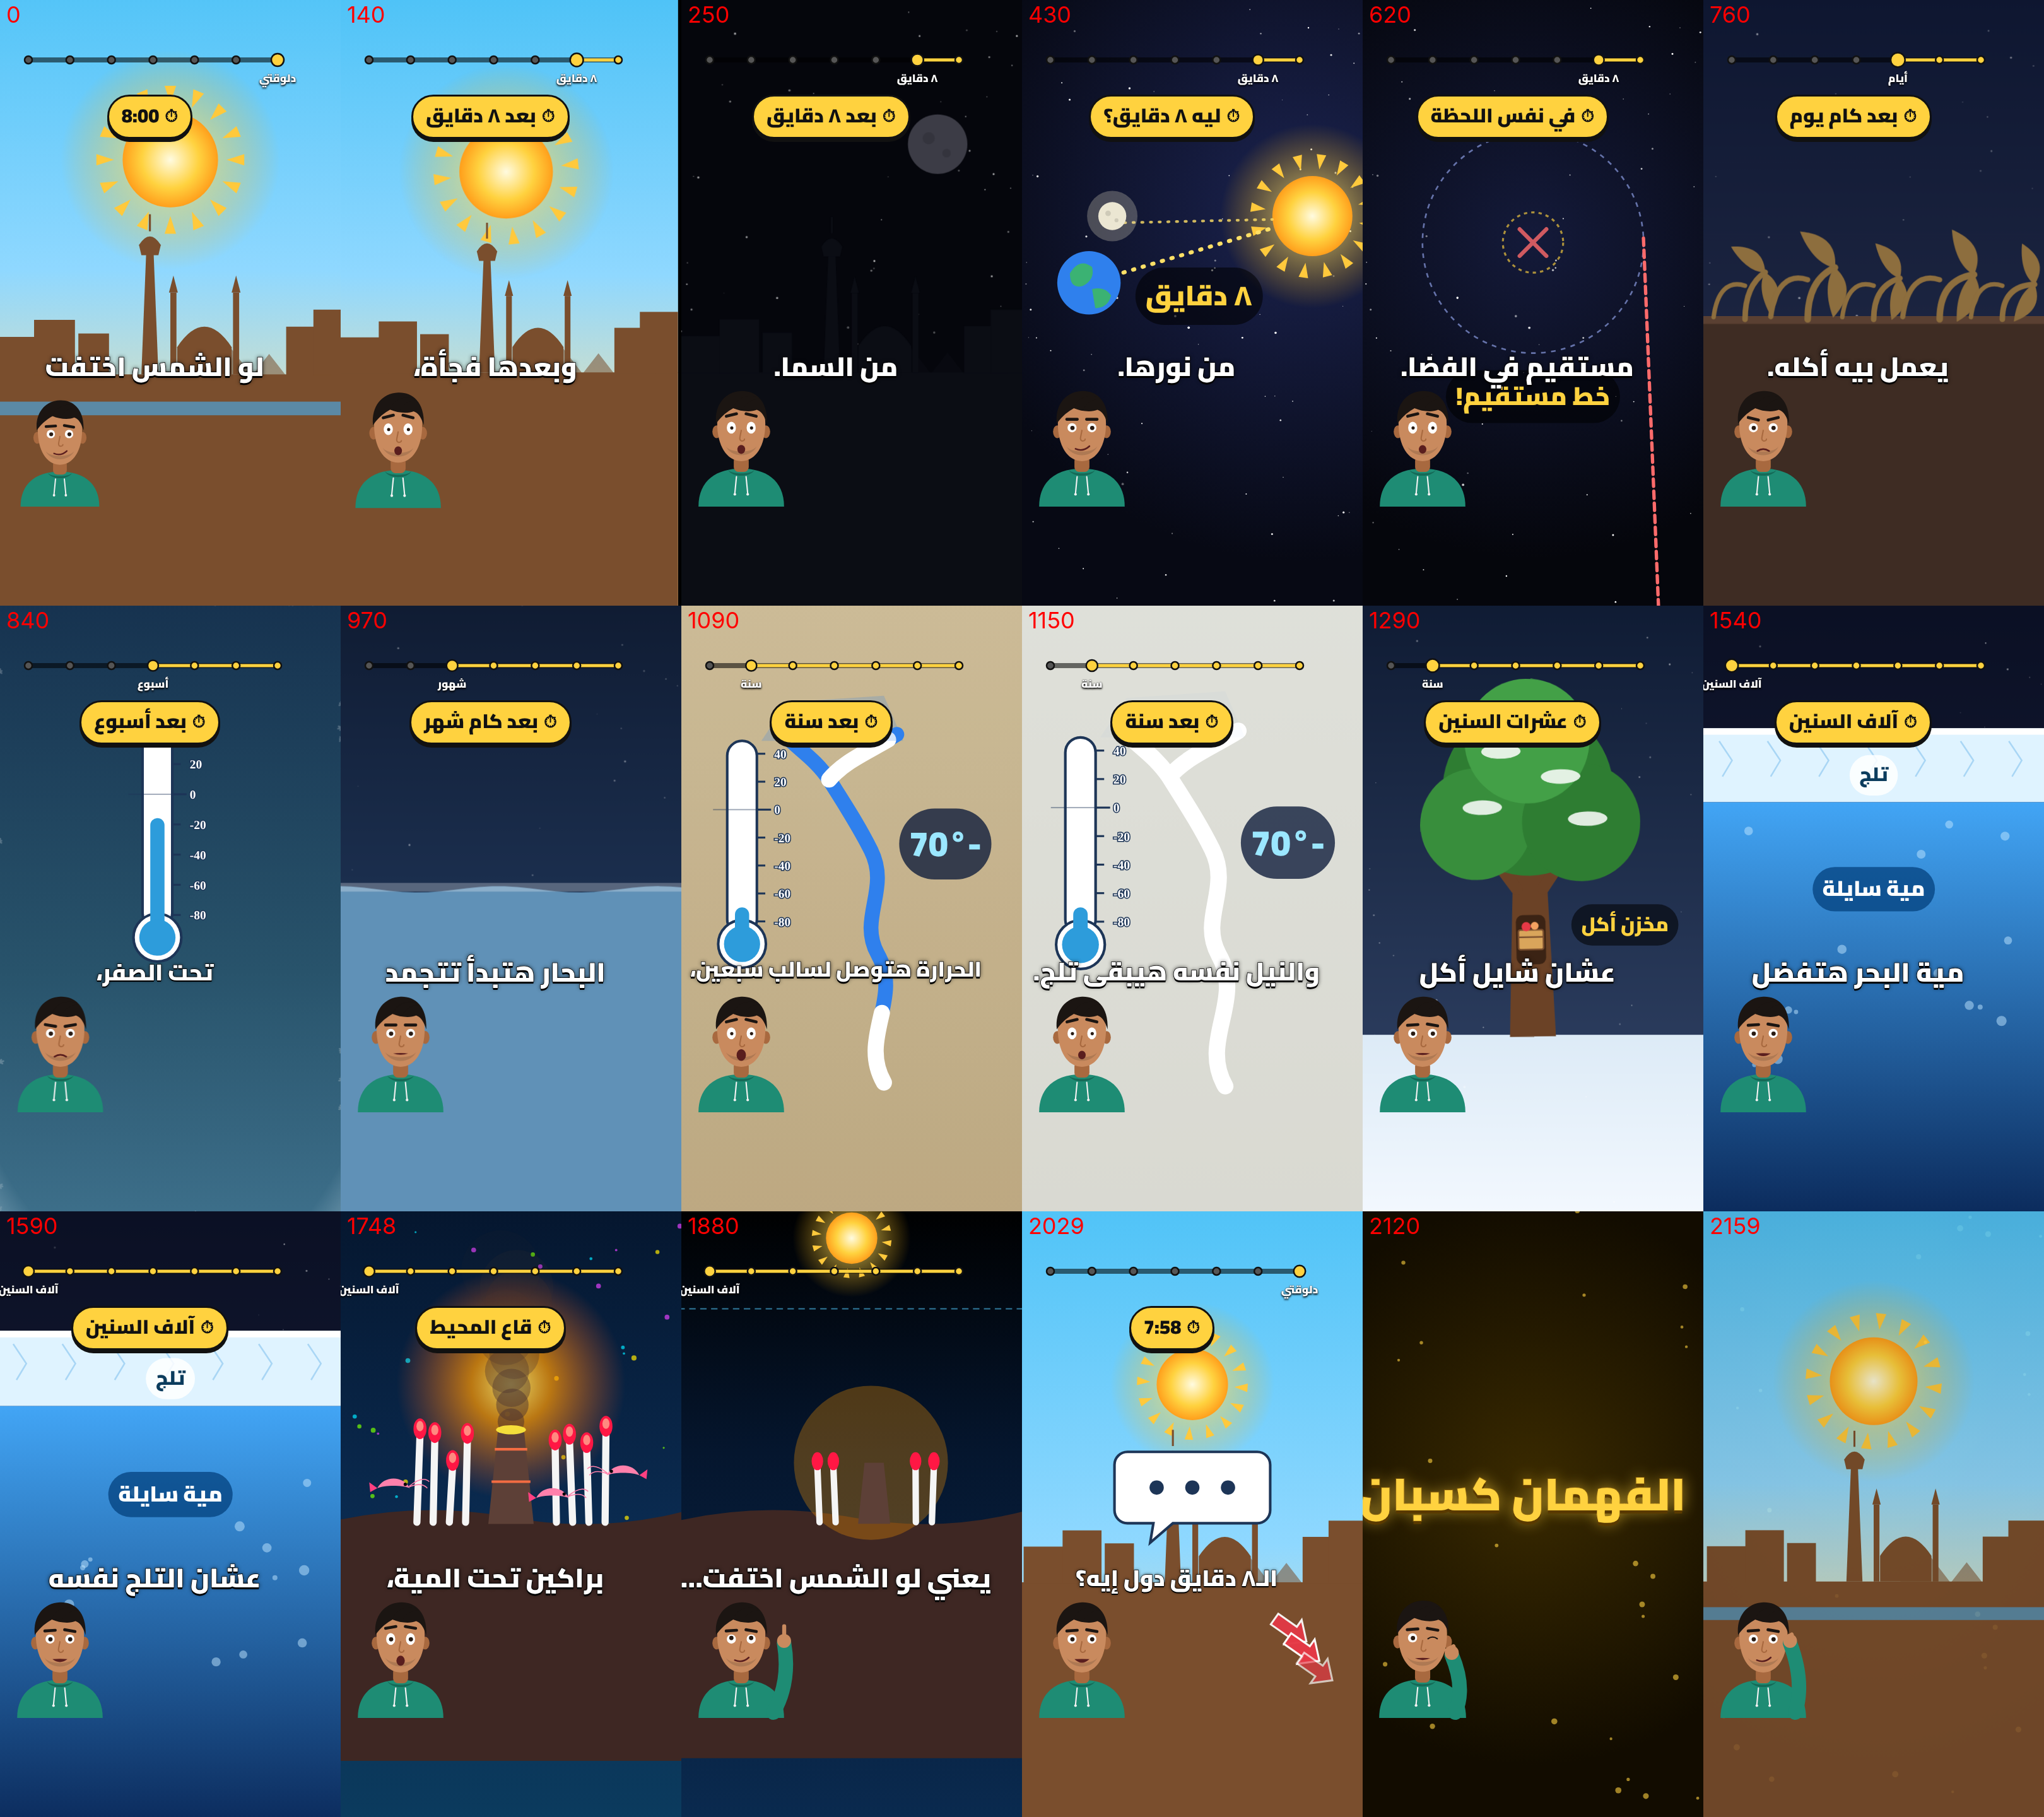 0
دلوقتي
⏱ 8:00
لو الشمس اختفت
140
٨ دقايق
⏱ بعد ٨ دقايق
وبعدها فجأة،
250
٨ دقايق
⏱ بعد ٨ دقايق
من السما.
430
٨ دقايق
⏱ ليه ٨ دقايق؟
٨ دقايق
من نورها.
620
٨ دقايق
⏱ في نفس اللحظة
مستقيم في الفضا.
خط مستقيم!
760
أيام
⏱ بعد كام يوم
يعمل بيه أكله.
840
أسبوع
⏱ بعد أسبوع
20
0
-20
-40
-60
-80
تحت الصفر،
970
شهور
⏱ بعد كام شهر
البحار هتبدأ تتجمد
1090
سنة
⏱ بعد سنة
40
20
0
-20
-40
-60
-80
70°-
الحرارة هتوصل لسالب سبعين،
1150
سنة
⏱ بعد سنة
40
20
0
-20
-40
-60
-80
70°-
والنيل نفسه هيبقى تلج.
1290
سنة
⏱ عشرات السنين
مخزن أكل
عشان شايل أكل
1540
آلاف السنين
⏱ آلاف السنين
تلج
مية سايلة
مية البحر هتفضل
1590
آلاف السنين
⏱ آلاف السنين
تلج
مية سايلة
عشان التلج نفسه
1748
آلاف السنين
⏱ قاع المحيط
براكين تحت المية،
1880
آلاف السنين
يعني لو الشمس اختفت...
2029
دلوقتي
⏱ 7:58
الـ٨ دقايق دول إيه؟
2120
الفهمان كسبان
2159